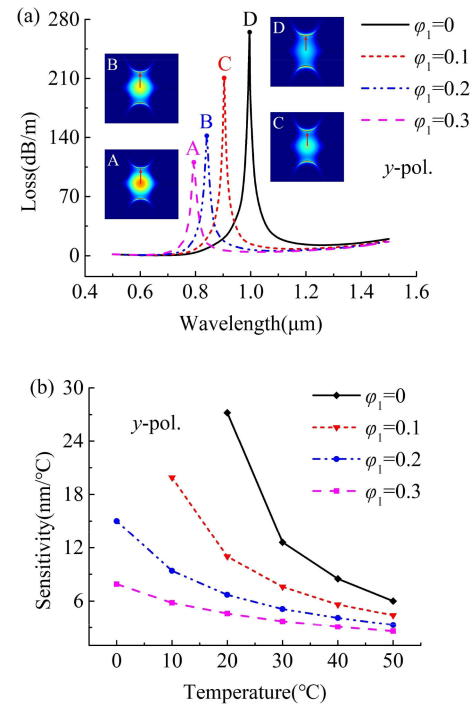 (a)
B
A
D
C
A
B
C
D
φ1=0
φ1=0.1
φ1=0.2
φ1=0.3
y-pol.
Loss(dB/m)
280
210
140
70
0
0.4 0.6 0.8 1.0 1.2 1.4 1.6
Wavelength(μm)
(b)
y-pol.
φ1=0
φ1=0.1
φ1=0.2
φ1=0.3
Sensitivity(nm/°C)
30
24
18
12
6
0 10 20 30 40 50
Temperature(°C)